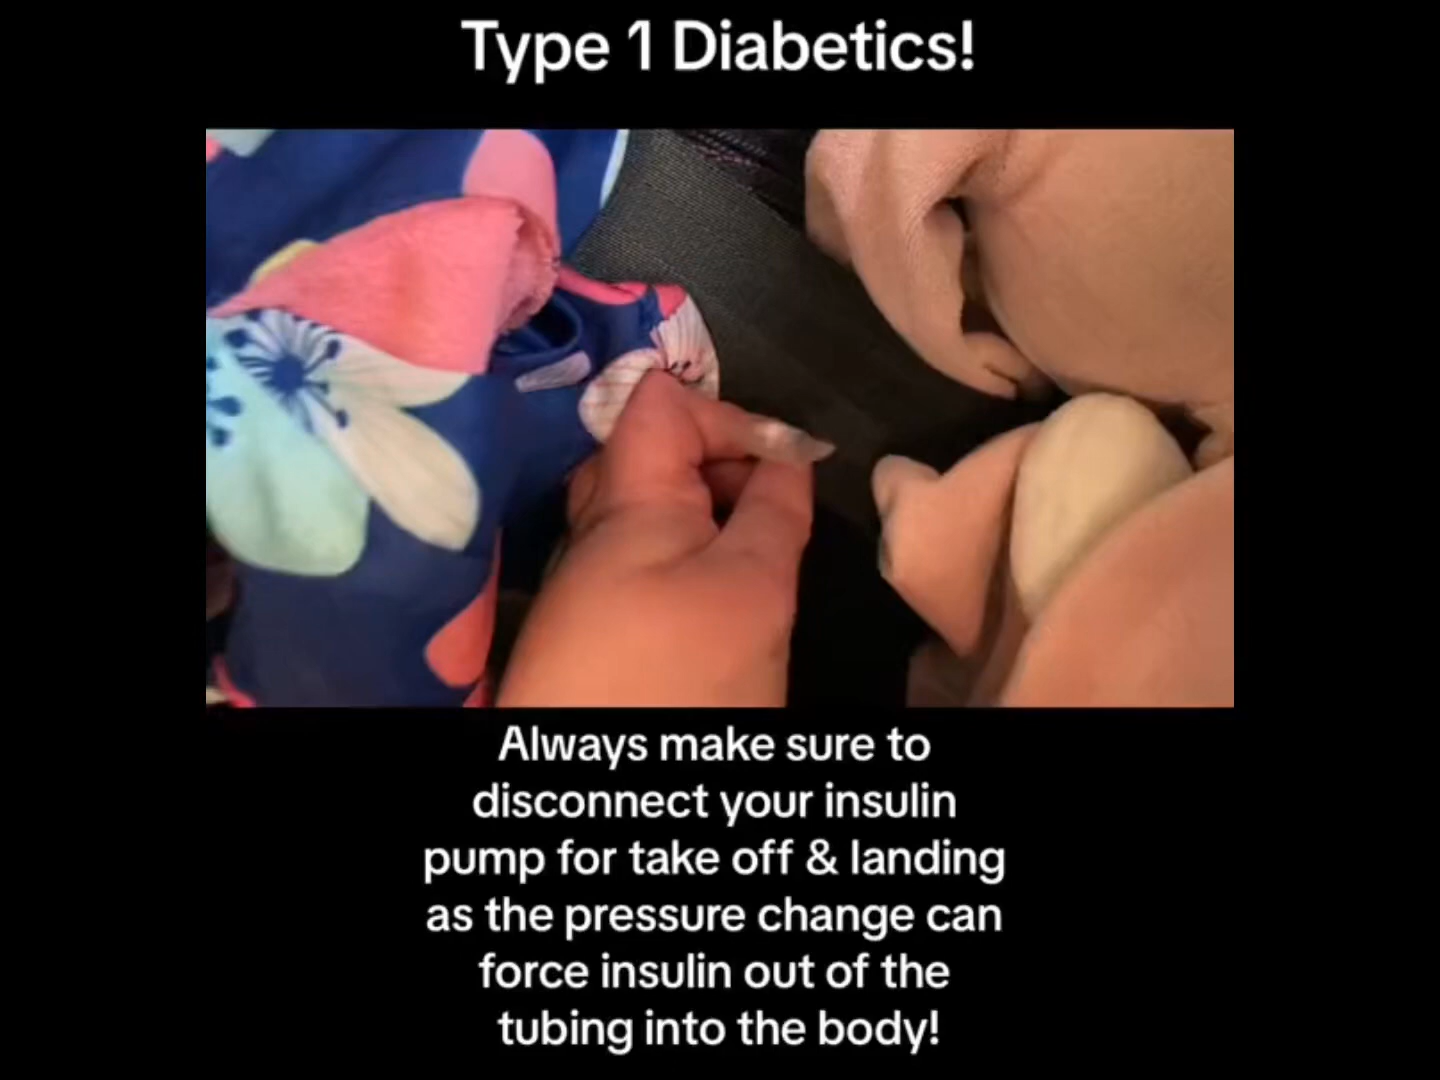 Type 1 Diabetics!
Always make sure to
disconnect your insulin
pump for take off & landing
as the pressure change can
force insulin out of the
tubing into the body!